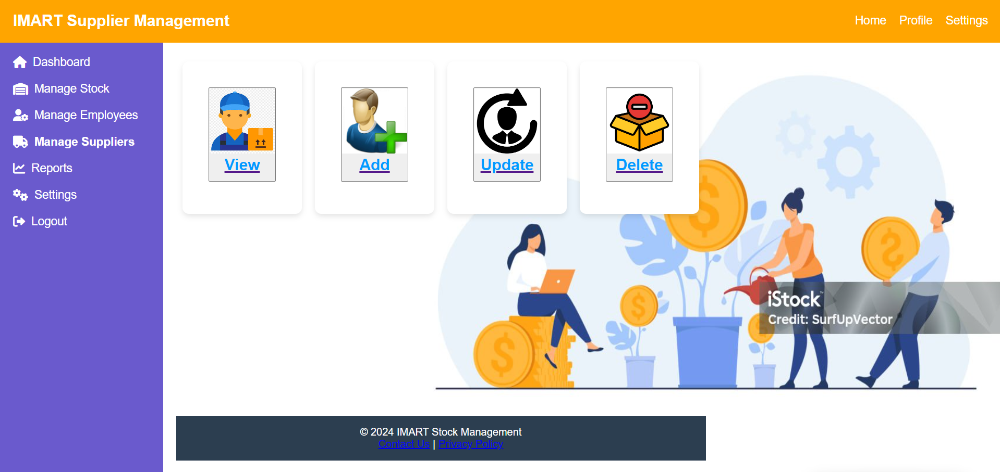 IMART Supplier Management
Home Profile Settings
Dashboard
Manage Stock
Manage Employees
Manage Suppliers
Reports
Settings
Logout
View
Add
Update
Delete
iStock™
Credit: SurfUpVector
© 2024 IMART Stock Management
Contact Us | Privacy Policy